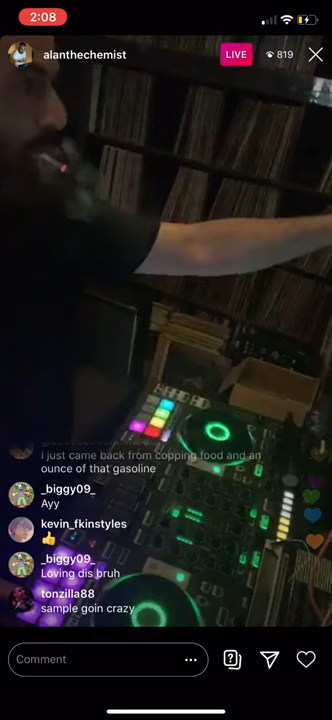 2:08
alanthechemist
LIVE
819
I just came back from copping food and an
ounce of that gasoline
_biggy09_
Ayy
kevin_fkinstyles
👍
_biggy09_
Loving dis bruh
tonzilla88
sample goin crazy
Comment